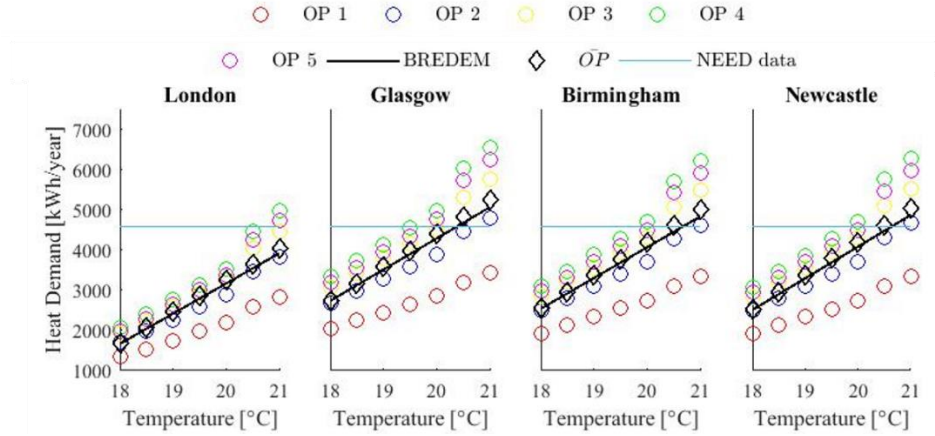 OP 1 OP 2 OP 3 OP 4
OP 5 BREDEM O̅P̅ NEED data
London Glasgow Birmingham Newcastle
Heat Demand [kWh/year]
7000
6000
5000
4000
3000
2000
1000
18 19 20 21 18 19 20 21 18 19 20 21 18 19 20 21
Temperature [°C] Temperature [°C] Temperature [°C] Temperature [°C]